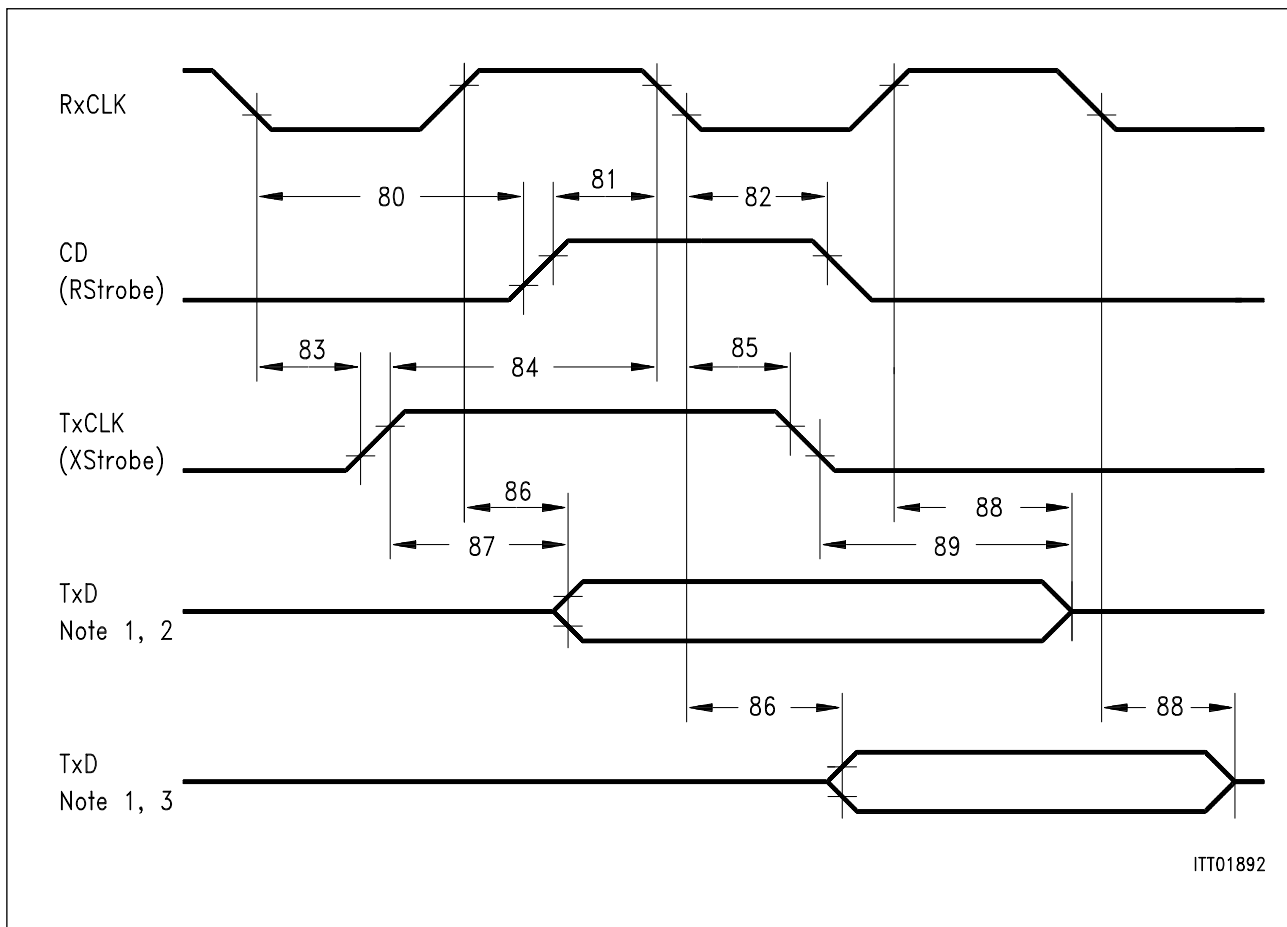 RxCLK
80
81
82
CD
(RStrobe)
83
84
85
TxCLK
(XStrobe)
86
88
87
89
TxD
Note 1, 2
86
88
TxD
Note 1, 3
ITT01892